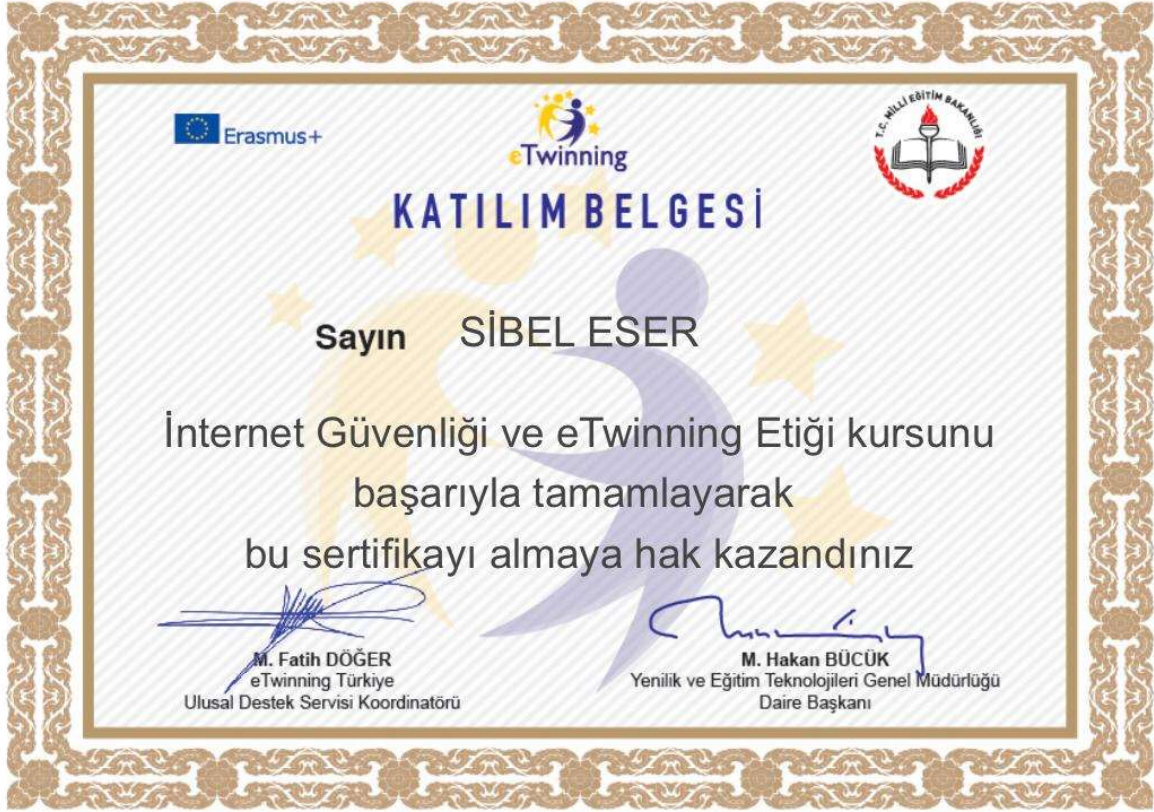 Erasmus+
eTwinning
T.C. MİLLİ EĞİTİM BAKANLIĞI
KATILIM BELGESİ
Sayın SİBEL ESER
İnternet Güvenliği ve eTwinning Etiği kursunu
başarıyla tamamlayarak
bu sertifikayı almaya hak kazandınız
M. Fatih DÖĞER
eTwinning Türkiye
Ulusal Destek Servisi Koordinatörü
M. Hakan BÜCÜK
Yenilik ve Eğitim Teknolojileri Genel Müdürlüğü
Daire Başkanı